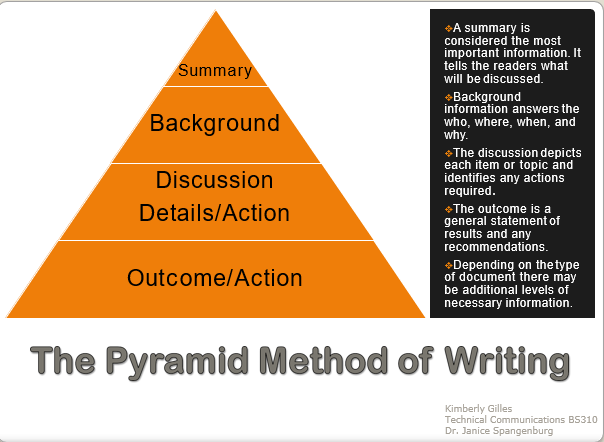 Summary
Background
Discussion
Details/Action
Outcome/Action
❖A summary is
considered the most
important information. It
tells the readers what
will be discussed.
❖Background
information answers the
who, where, when, and
why.
❖The discussion depicts
each item or topic and
identifies any actions
required.
❖The outcome is a
general statement of
results and any
recommendations.
❖Depending on the type
of document there may
be additional levels of
necessary information.
The Pyramid Method of Writing
Kimberly Gilles
Technical Communications BS310
Dr. Janice Spangenburg